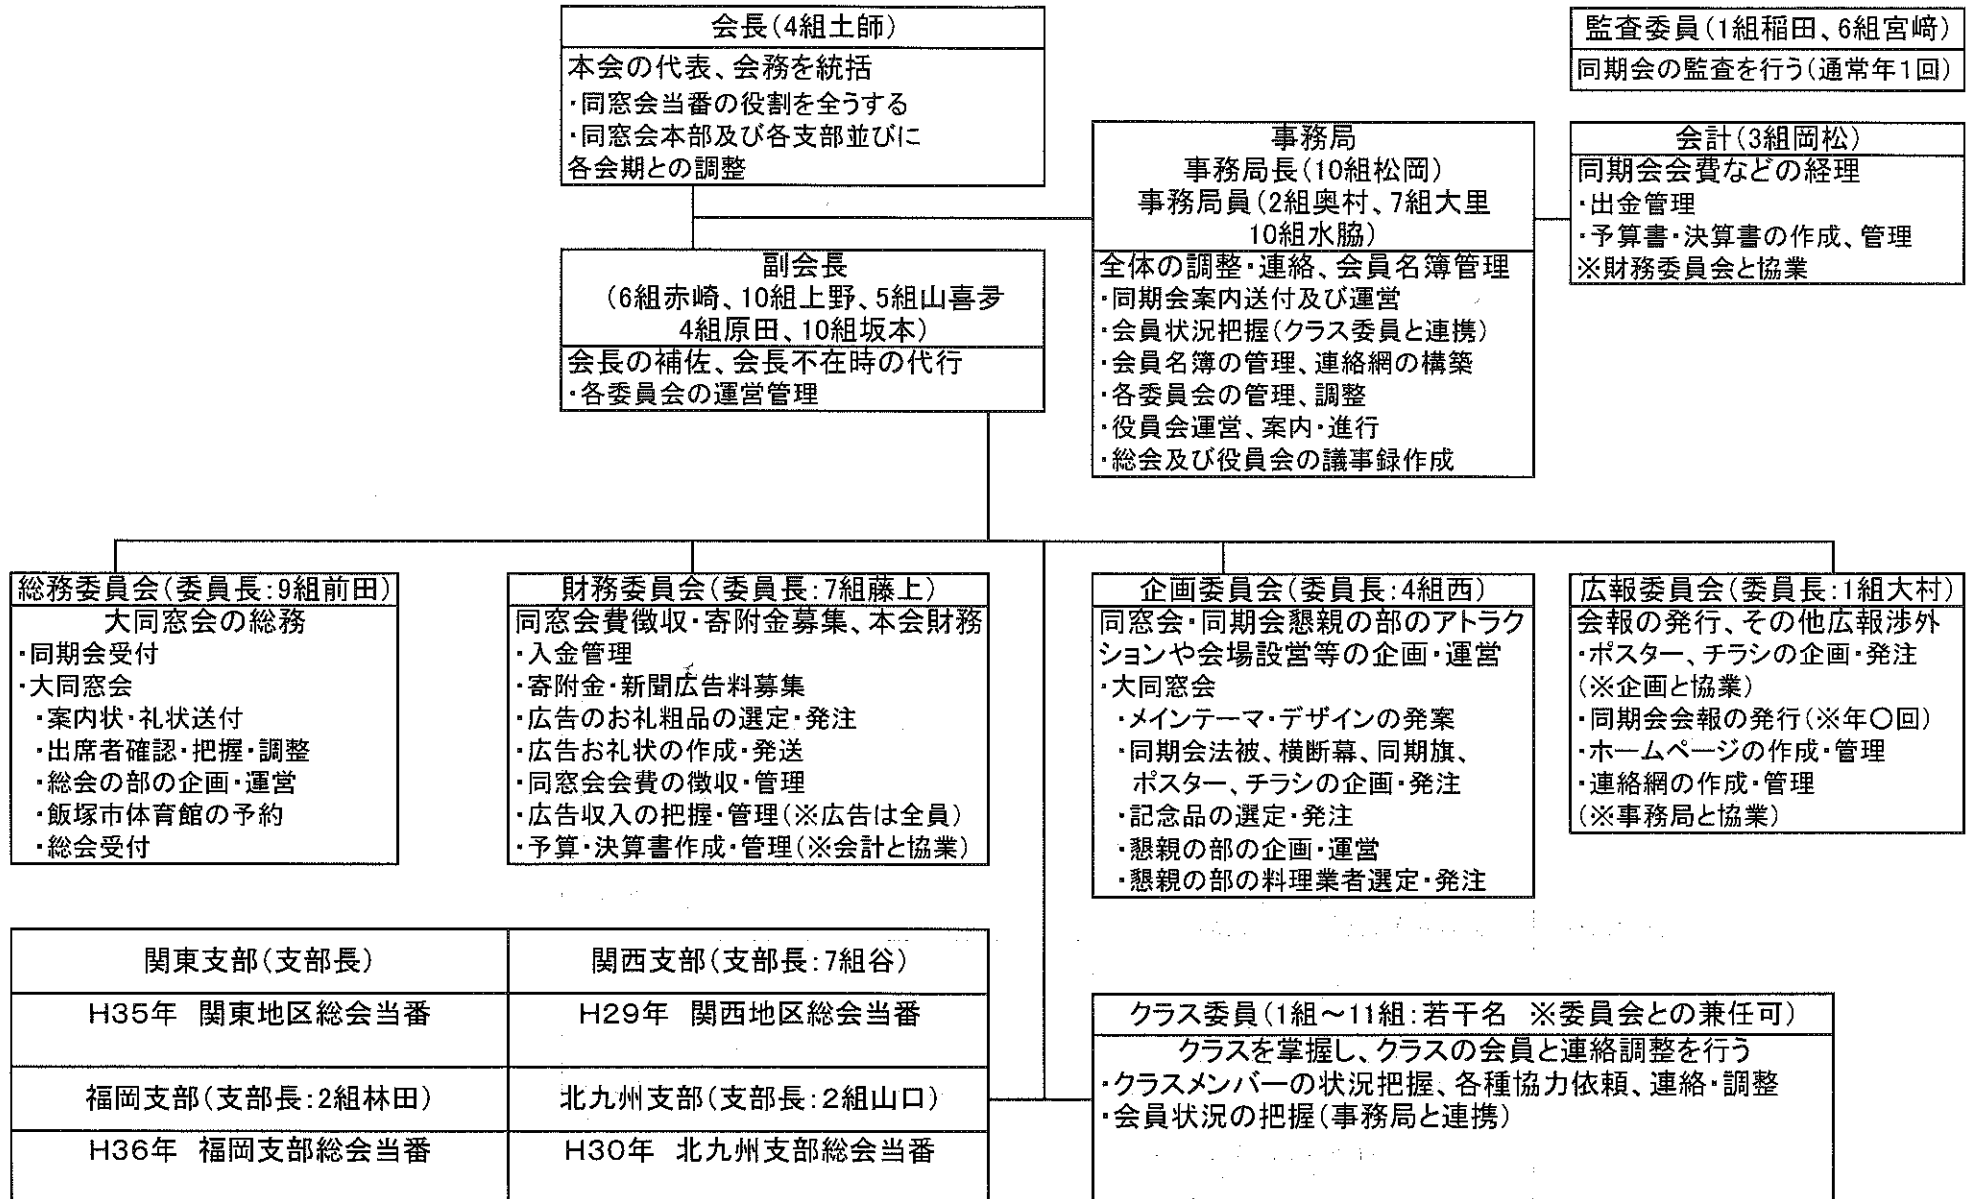 会長(4組土師)
本会の代表、会務を統括
・同窓会当番の役割を全うする
・同窓会本部及び各支部並びに
各会期との調整
監査委員(1組稲田、6組宮﨑)
同期会の監査を行う(通常年1回)
事務局
事務局長(10組松岡)
事務局員(2組奥村、7組大里
10組水脇)
全体の調整・連絡、会員名簿管理
・同期会案内送付及び運営
・会員状況把握(クラス委員と連携)
・会員名簿の管理、連絡網の構築
・各委員会の管理、調整
・役員会運営、案内・進行
・総会及び役員会の議事録作成
会計(3組岡松)
同期会会費などの経理
・出金管理
・予算書・決算書の作成、管理
※財務委員会と協業
副会長
(6組赤崎、10組上野、5組山喜多
4組原田、10組坂本)
会長の補佐、会長不在時の代行
・各委員会の運営管理
総務委員会(委員長:9組前田)
大同窓会の総務
・同期会受付
・大同窓会
・案内状・礼状送付
・出席者確認・把握・調整
・総会の部の企画・運営
・飯塚市体育館の予約
・総会受付
財務委員会(委員長:7組藤上)
同窓会費徴収・寄附金募集、本会財務
・入金管理
・寄附金・新聞広告料募集
・広告のお礼粗品の選定・発注
・広告お礼状の作成・発送
・同窓会会費の徴収・管理
・広告収入の把握・管理(※広告は全員)
・予算・決算書作成・管理(※会計と協業)
企画委員会(委員長:4組西)
同窓会・同期会懇親の部のアトラク
ションや会場設営等の企画・運営
・大同窓会
・メインテーマ・デザインの発案
・同期会法被、横断幕、同期旗、
ポスター、チラシの企画・発注
・記念品の選定・発注
・懇親の部の企画・運営
・懇親の部の料理業者選定・発注
広報委員会(委員長:1組大村)
会報の発行、その他広報渉外
・ポスター、チラシの企画・発注
(※企画と協業)
・同期会会報の発行(※年〇回)
・ホームページの作成・管理
・連絡網の作成・管理
(※事務局と協業)
関東支部(支部長)
関西支部(支部長:7組谷)
H35年 関東地区総会当番
H29年 関西地区総会当番
福岡支部(支部長:2組林田)
北九州支部(支部長:2組山口)
H36年 福岡支部総会当番
H30年 北九州支部総会当番
クラス委員(1組~11組:若干名 ※委員会との兼任可)
クラスを掌握し、クラスの会員と連絡調整を行う
・クラスメンバーの状況把握、各種協力依頼、連絡・調整
・会員状況の把握(事務局と連携)